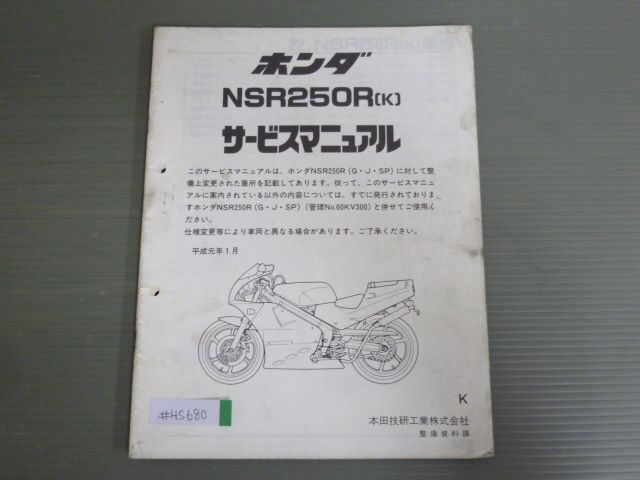 ホンダ
NSR250R(K)
サービスマニュアル
このサービスマニュアルは、ホンダNSR250R（G・J・SP）に対して整
備上変更された箇所を記載してあります。従って、このサービスマニュ
アルに案内されている以外の内容については、すでに発行されておりま
すホンダNSR250R（G・J・SP）（管理No.60KV300）と併せてご使用く
ださい。
仕様変更等により車両と異なる場合があります。ご了承ください。
平成元年1月
K
本田技研工業株式会社
整備資料課
#HS680